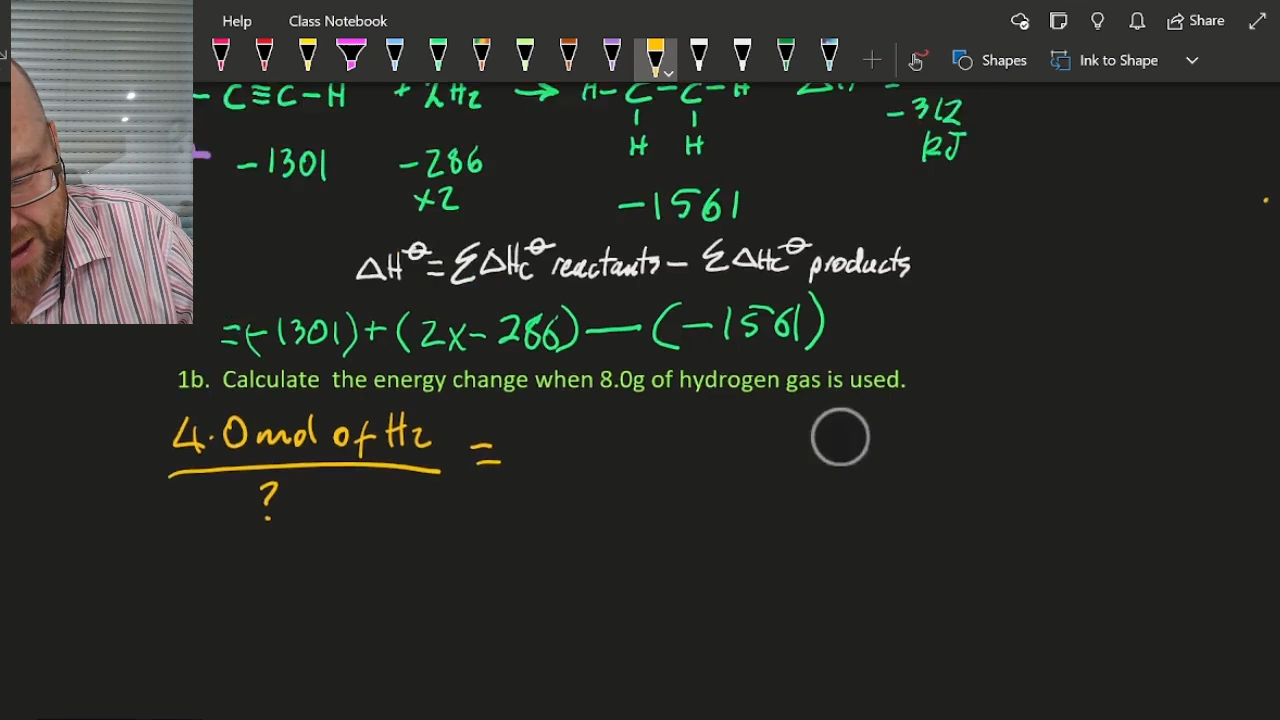 Help Class Notebook Share
Shapes Ink to Shape
- C≡C-H + 2H2 → H-C-C-H ΔH =
-312
H H kJ
-1301 -286
x2 -1561
ΔH⦵ = ΣΔHc⦵ reactants - ΣΔHc⦵ products
=(-1301)+(2x-286)-(-1561)
1b. Calculate the energy change when 8.0g of hydrogen gas is used.
4.0 mol of H2 =
?